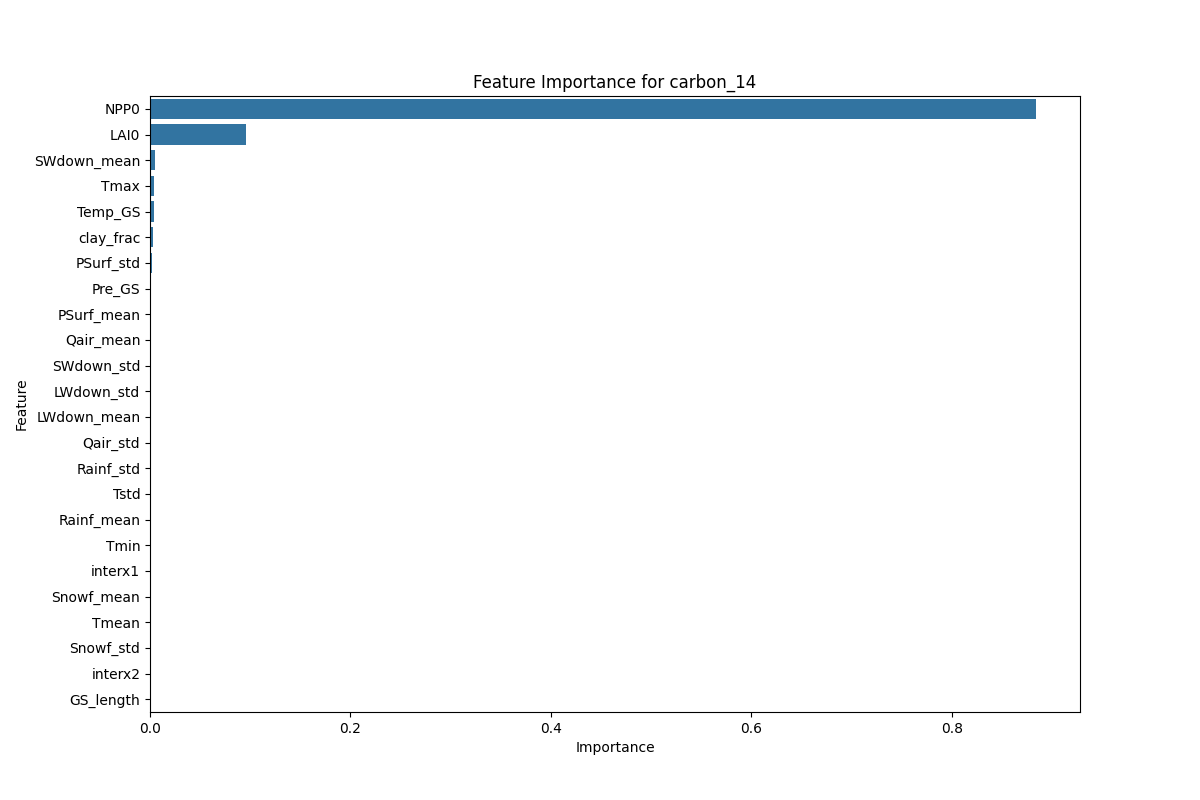 Feature Importance for carbon_14
NPP0
LAI0
SWdown_mean
Tmax
Temp_GS
clay_frac
PSurf_std
Pre_GS
PSurf_mean
Qair_mean
SWdown_std
LWdown_std
LWdown_mean
Qair_std
Rainf_std
Tstd
Rainf_mean
Tmin
interx1
Snowf_mean
Tmean
Snowf_std
interx2
GS_length
Feature
0.0 0.2 0.4 0.6 0.8
Importance